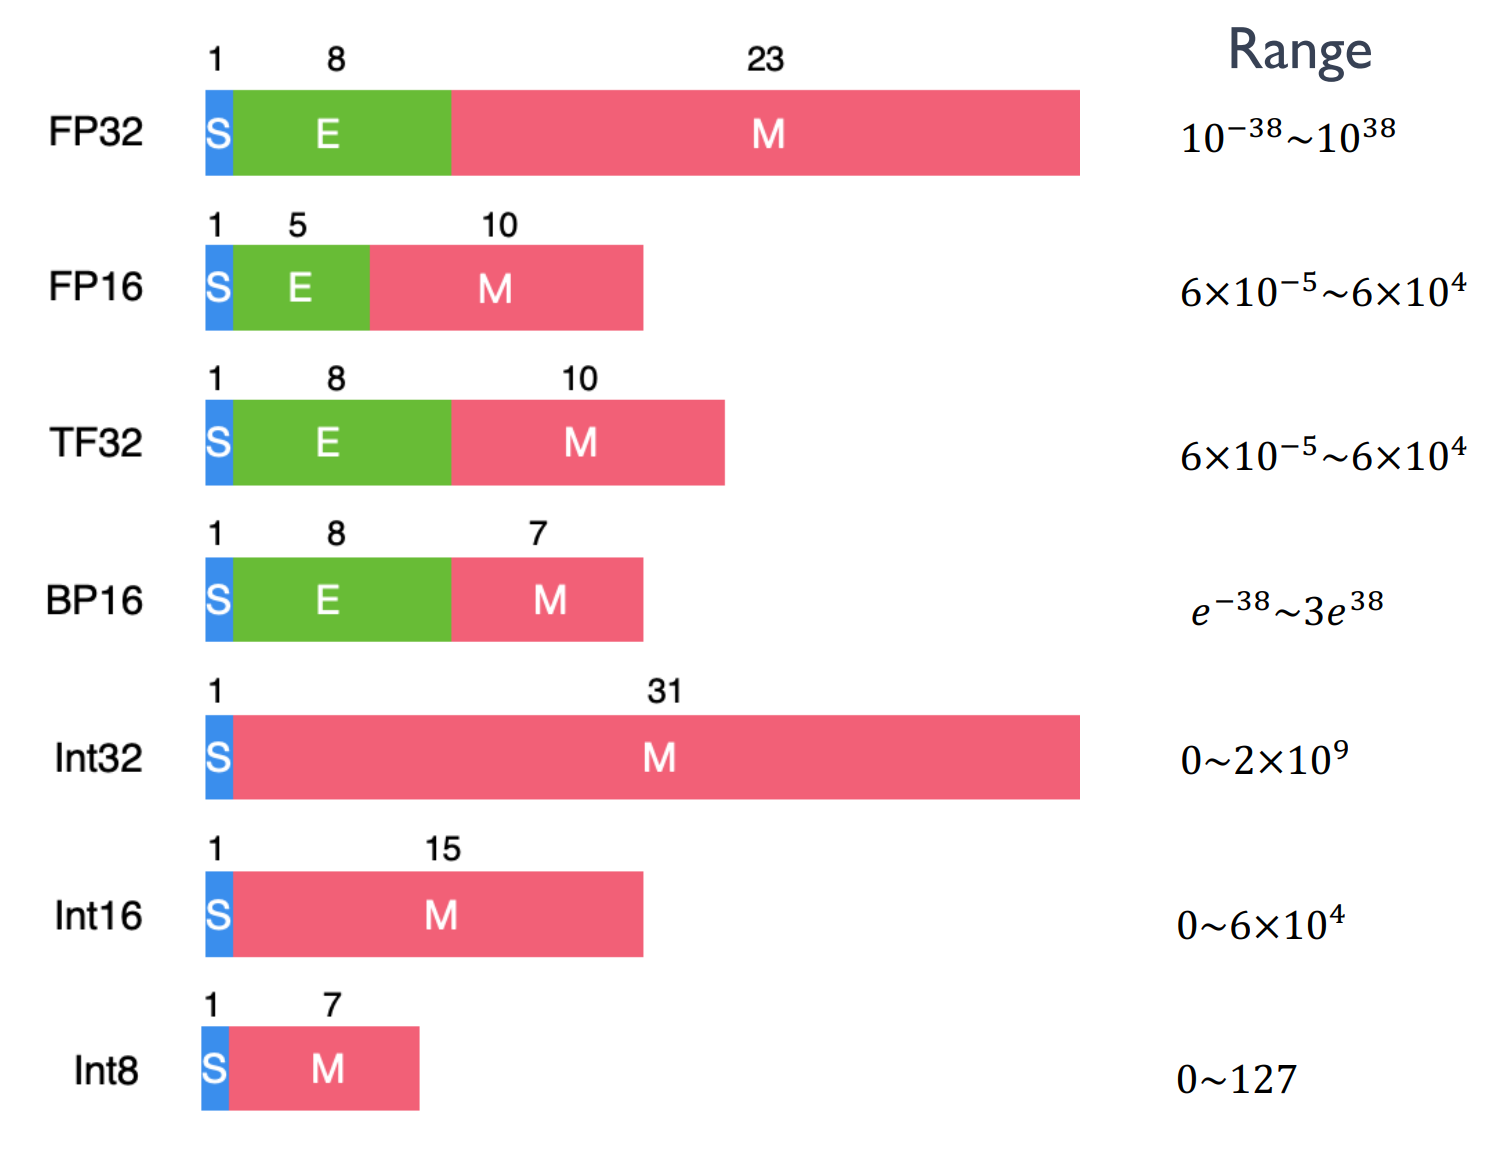 Range
1 8 23
FP32 S E M 10⁻³⁸~10³⁸
1 5 10
FP16 S E M 6×10⁻⁵~6×10⁴
1 8 10
TF32 S E M 6×10⁻⁵~6×10⁴
1 8 7
BP16 S E M e⁻³⁸~3e³⁸
1 31
Int32 S M 0~2×10⁹
1 15
Int16 S M 0~6×10⁴
1 7
Int8 S M 0~127